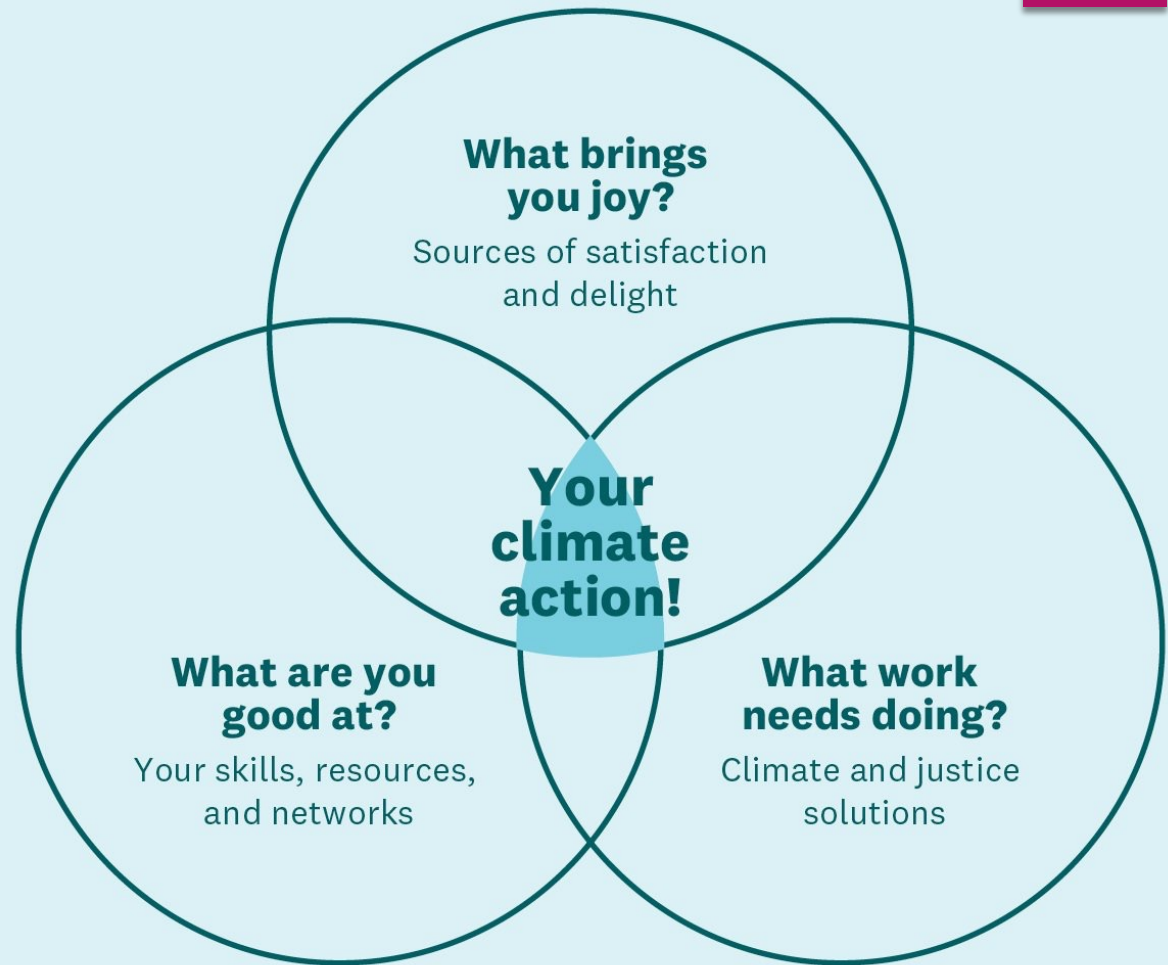 What brings
you joy?
Sources of satisfaction
and delight
Your
climate
action!
What are you
good at?
Your skills, resources,
and networks
What work
needs doing?
Climate and justice
solutions